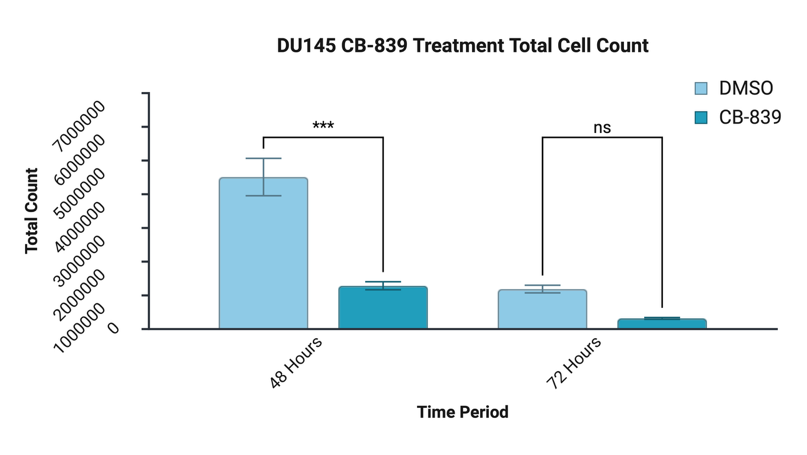 DU145 CB-839 Treatment Total Cell Count
DMSO
CB-839
Total Count
7000000
6000000
5000000
4000000
3000000
2000000
1000000
0
***
ns
48 Hours
72 Hours
Time Period